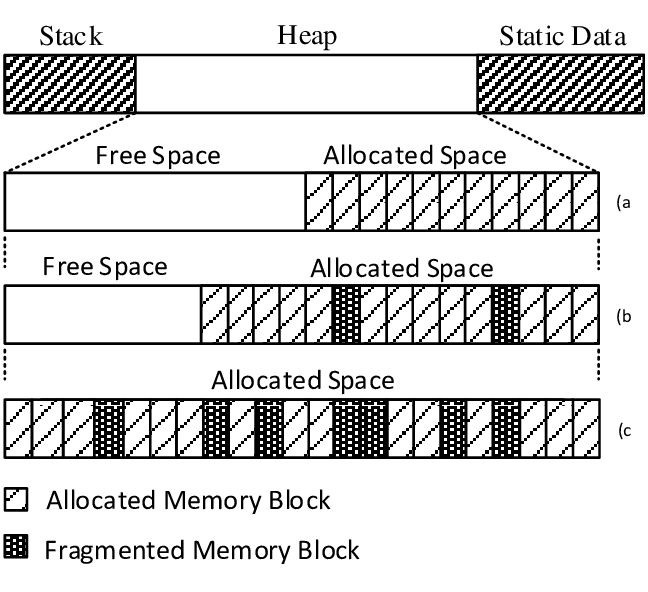 Stack Heap Static Data
Free Space Allocated Space
(a
Free Space Allocated Space
(b
Allocated Space
(c
Allocated Memory Block
Fragmented Memory Block